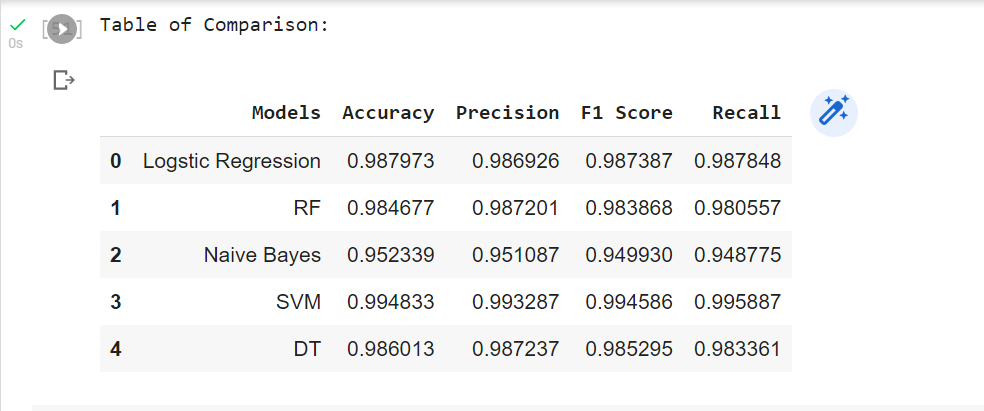 Table of Comparison:
0s
Models Accuracy Precision F1 Score Recall
0 Logstic Regression 0.987973 0.986926 0.987387 0.987848
1 RF 0.984677 0.987201 0.983868 0.980557
2 Naive Bayes 0.952339 0.951087 0.949930 0.948775
3 SVM 0.994833 0.993287 0.994586 0.995887
4 DT 0.986013 0.987237 0.985295 0.983361